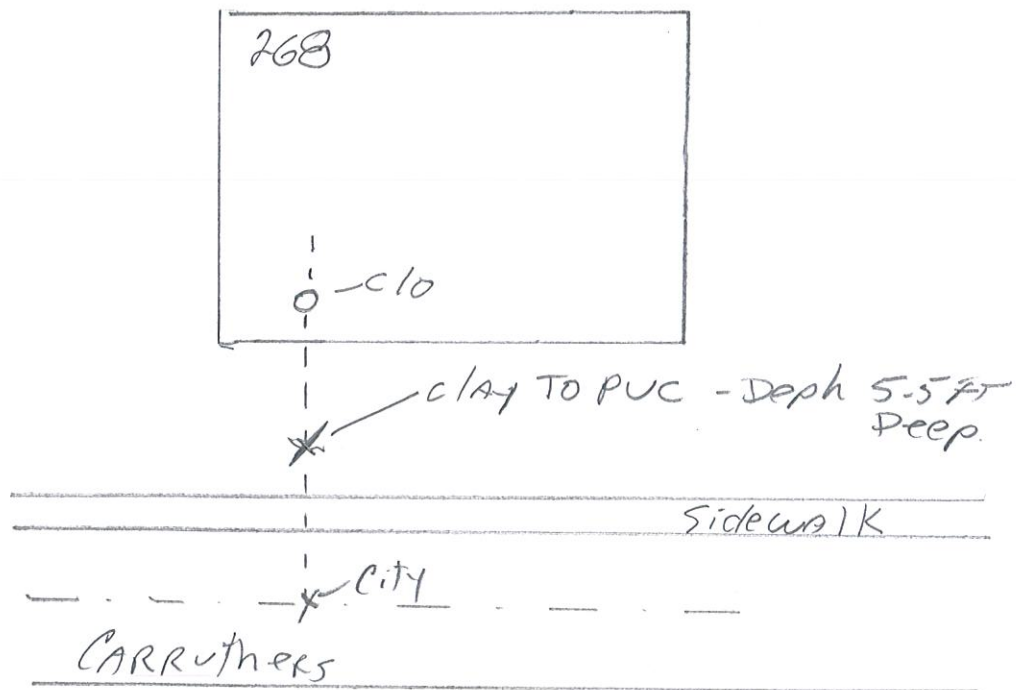 268
C/O
Clay TO PVC - Deph 5.5 FT
Deep.
Sidewalk
City
CARRUthers